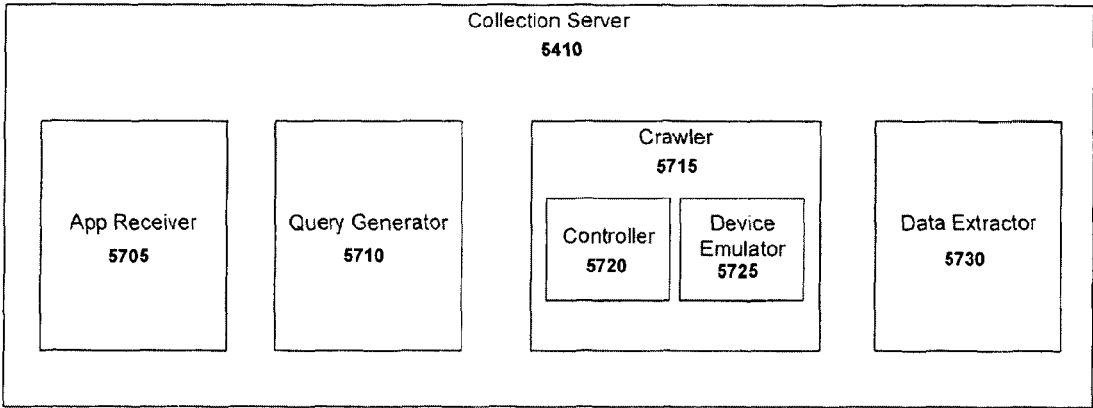 Collection Server
5410
App Receiver
5705
Query Generator
5710
Crawler
5715
Controller
5720
Device
Emulator
5725
Data Extractor
5730